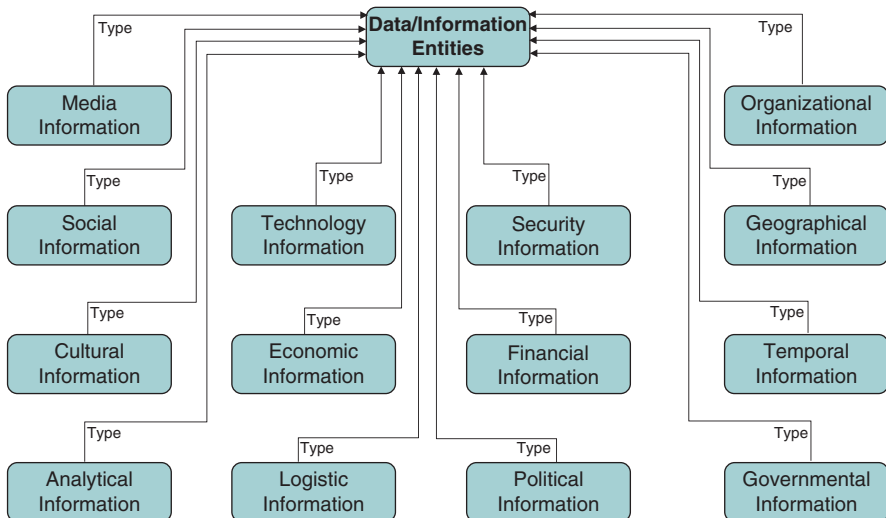 Data/Information
Entities
Type
Type
Media
Information
Organizational
Information
Type
Type
Type
Type
Social
Information
Technology
Information
Security
Information
Geographical
Information
Type
Type
Type
Type
Cultural
Information
Economic
Information
Financial
Information
Temporal
Information
Type
Type
Type
Type
Analytical
Information
Logistic
Information
Political
Information
Governmental
Information